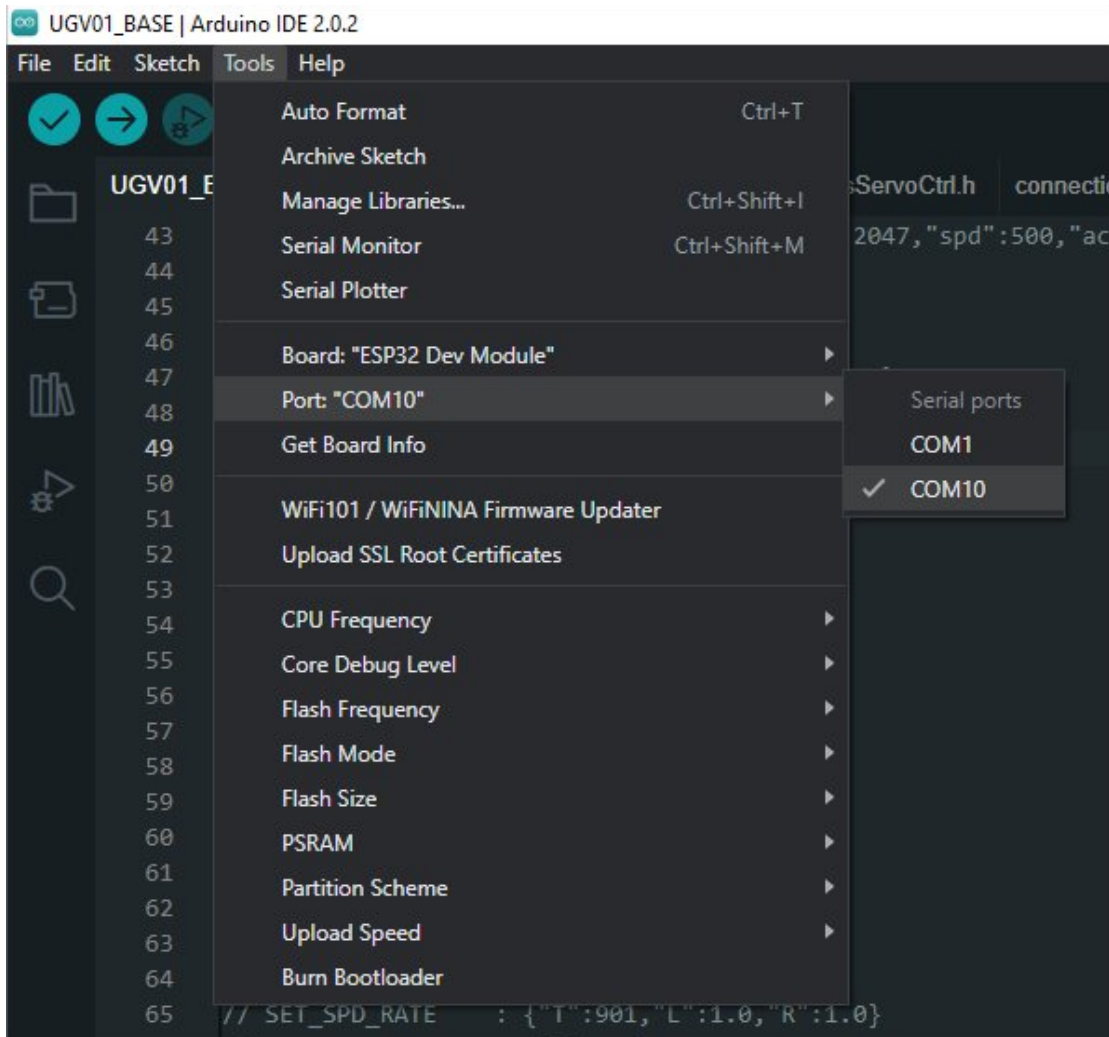 UGV01_BASE | Arduino IDE 2.0.2
File Edit Sketch Tools Help
Auto Format Ctrl+T
Archive Sketch
UGV01_ sServoCtrl.h connecti
Manage Libraries... Ctrl+Shift+I
43 2047,"spd":500,"ac
Serial Monitor Ctrl+Shift+M
44
Serial Plotter
45
46
Board: "ESP32 Dev Module"
47
Port: "COM10" Serial ports
48
Get Board Info COM1
49
50 COM10
WiFi101 / WiFiNINA Firmware Updater
51
Upload SSL Root Certificates
52
53
CPU Frequency
54
Core Debug Level
55
56
Flash Frequency
57
Flash Mode
58
Flash Size
59
60
PSRAM
61
Partition Scheme
62
Upload Speed
63
Burn Bootloader
64
65 // SET_SPD_RATE : {"T":901,"L":1.0,"R":1.0}